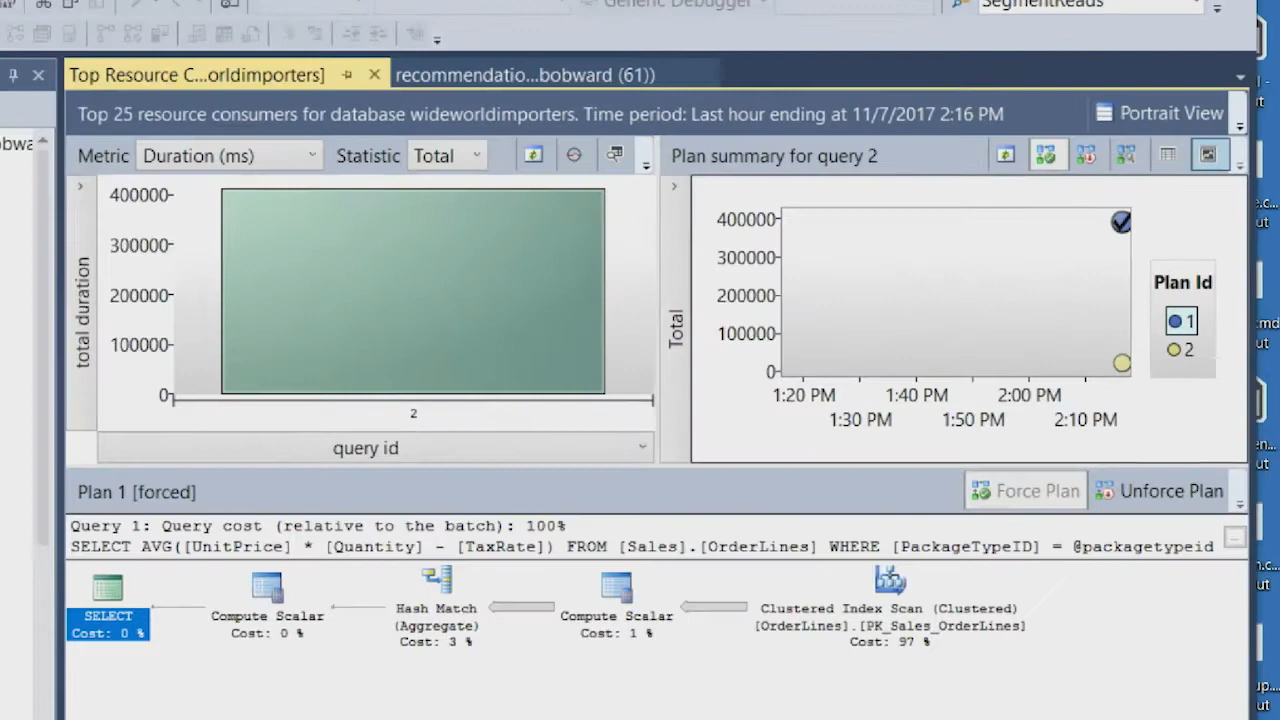 Generic Debugger
SegmentReads
Top Resource C...orldimporters]
recommendatio...bobward (61))
Top 25 resource consumers for database wideworldimporters. Time period: Last hour ending at 11/7/2017 2:16 PM
Portrait View
Metric
Duration (ms)
Statistic
Total
Plan summary for query 2
400000
300000
200000
100000
0
total duration
2
query id
400000
300000
200000
100000
0
Total
1:20 PM
1:40 PM
2:00 PM
1:30 PM
1:50 PM
2:10 PM
Plan Id
1
2
Plan 1 [forced]
Force Plan
Unforce Plan
Query 1: Query cost (relative to the batch): 100%
SELECT AVG([UnitPrice] * [Quantity] - [TaxRate]) FROM [Sales].[OrderLines] WHERE [PackageTypeID] = @packagetypeid
...
SELECT
Cost: 0 %
Compute Scalar
Cost: 0 %
Hash Match
(Aggregate)
Cost: 3 %
Compute Scalar
Cost: 1 %
Clustered Index Scan (Clustered)
[OrderLines].[PK_Sales_OrderLines]
Cost: 97 %